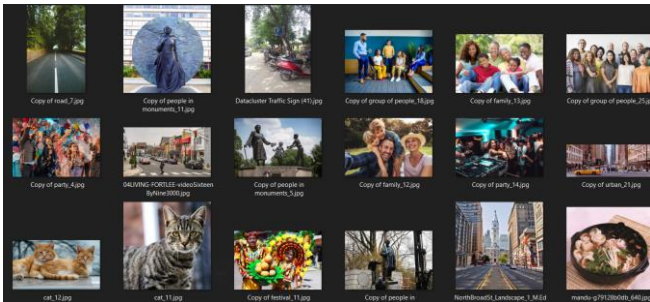 Copy of road_7.jpg
Copy of people in
monuments_11.jpg
Datacluster Traffic Sign (41).jpg
Copy of group of people_18.jpg
Copy of family_13.jpg
Copy of group of people_25.jpg
Copy of party_4.jpg
04LIVING-FORTLEE-videoSixteen
ByNine3000.jpg
Copy of people in
monuments_5.jpg
Copy of family_12.jpg
Copy of party_14.jpg
Copy of urban_21.jpg
cat_12.jpg
cat_11.jpg
Copy of festival_11.jpg
Copy of people in
NorthBroadSt_Landscape_1_M.Ed
mandu-g79128b0db_640.jpg